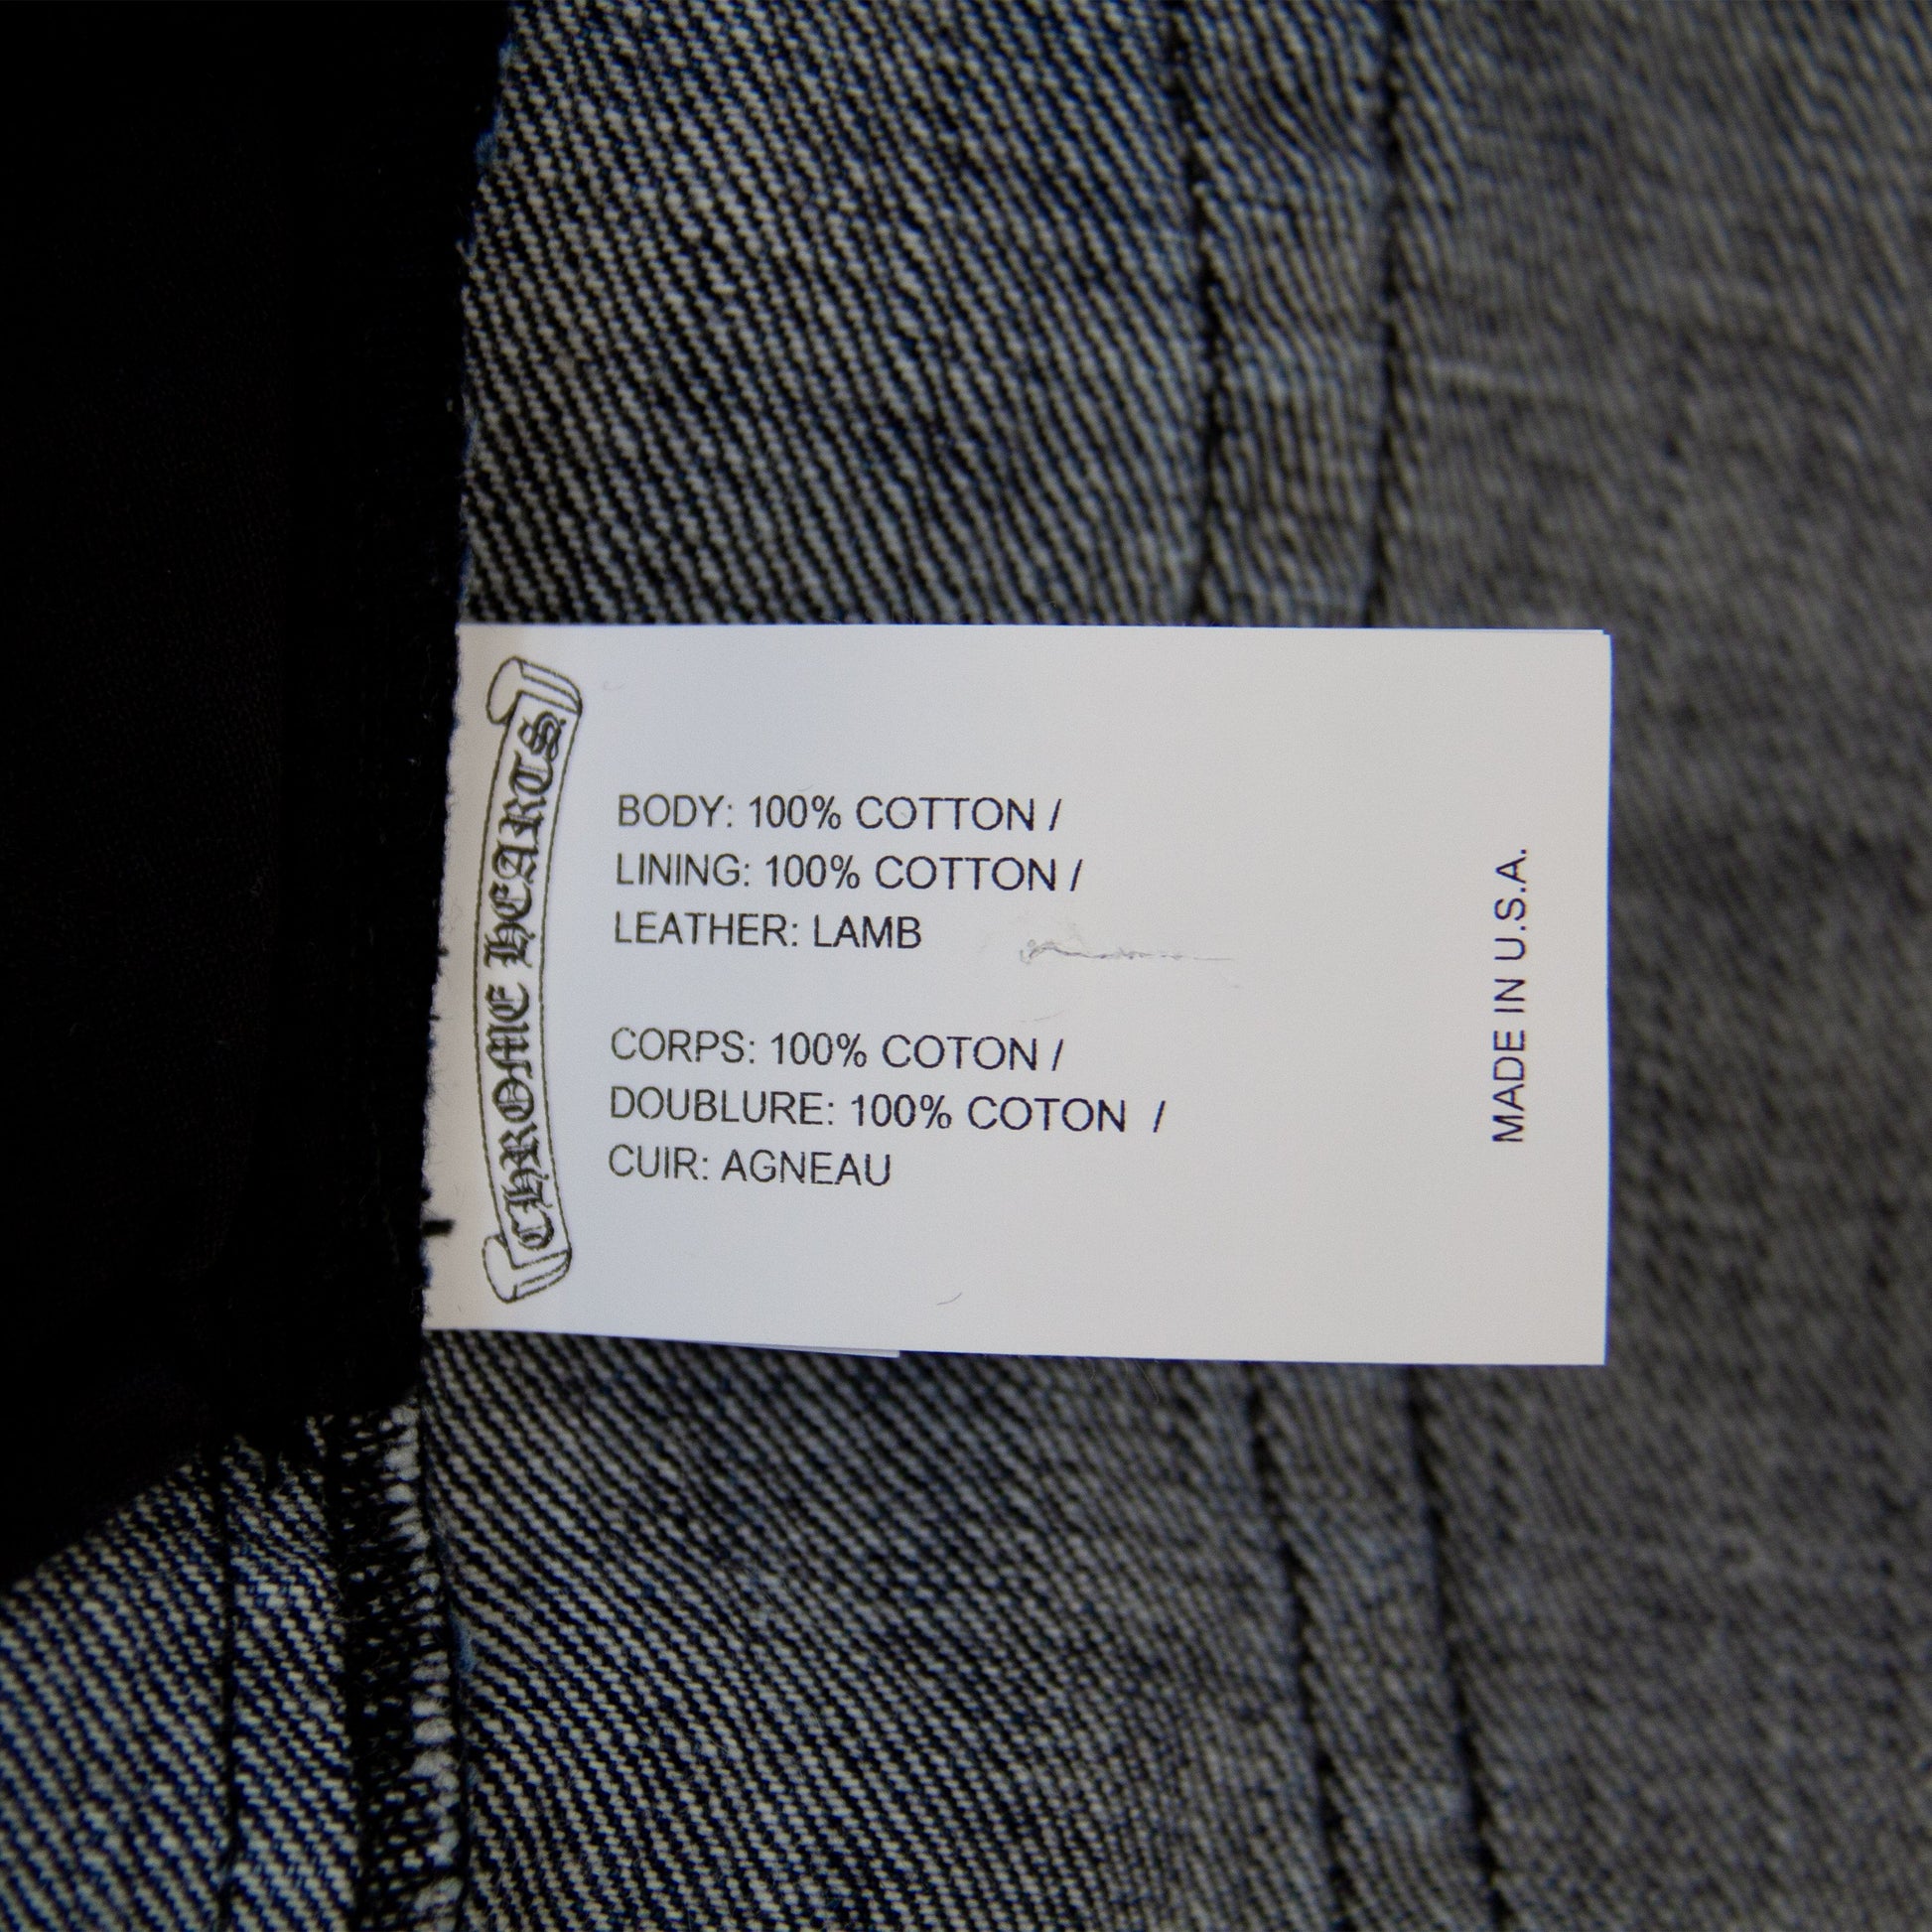 CHROME HEARTS
BODY: 100% COTTON /
LINING: 100% COTTON /
LEATHER: LAMB
CORPS: 100% COTON /
DOUBLURE: 100% COTON /
CUIR: AGNEAU
MADE IN U.S.A.